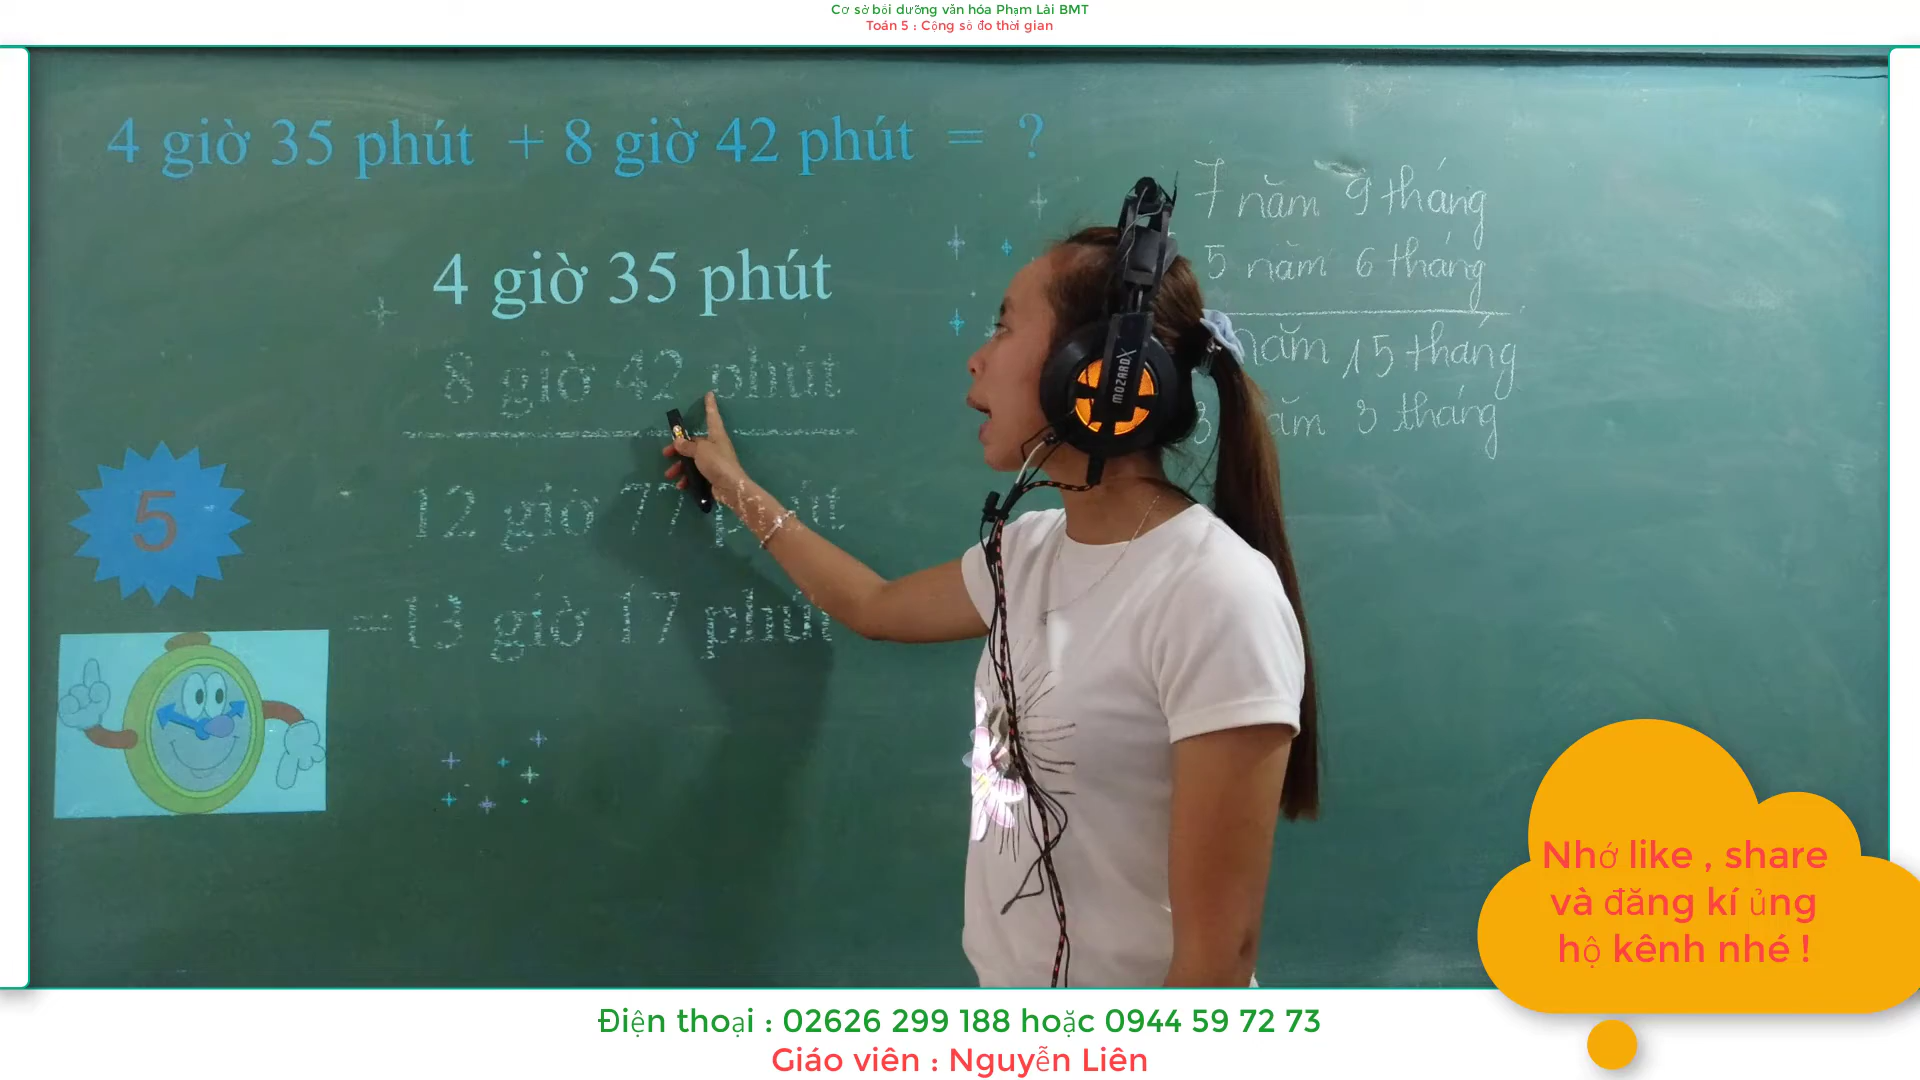 Cơ sở bồi dưỡng văn hóa Phạm Lài BMT
Toán 5 : Cộng số đo thời gian
4 giờ 35 phút + 8 giờ 42 phút = ?
4 giờ 35 phút
8 giờ 42 phút
12 giờ 77
= 13 giờ 17 phút
7 năm 9 tháng
5 năm 6 tháng
năm 15 tháng
3 năm 3 tháng
5
MOZARDX
Nhớ like , share
và đăng kí ủng
hộ kênh nhé !
Điện thoại : 02626 299 188 hoặc 0944 59 72 73
Giáo viên : Nguyễn Liên